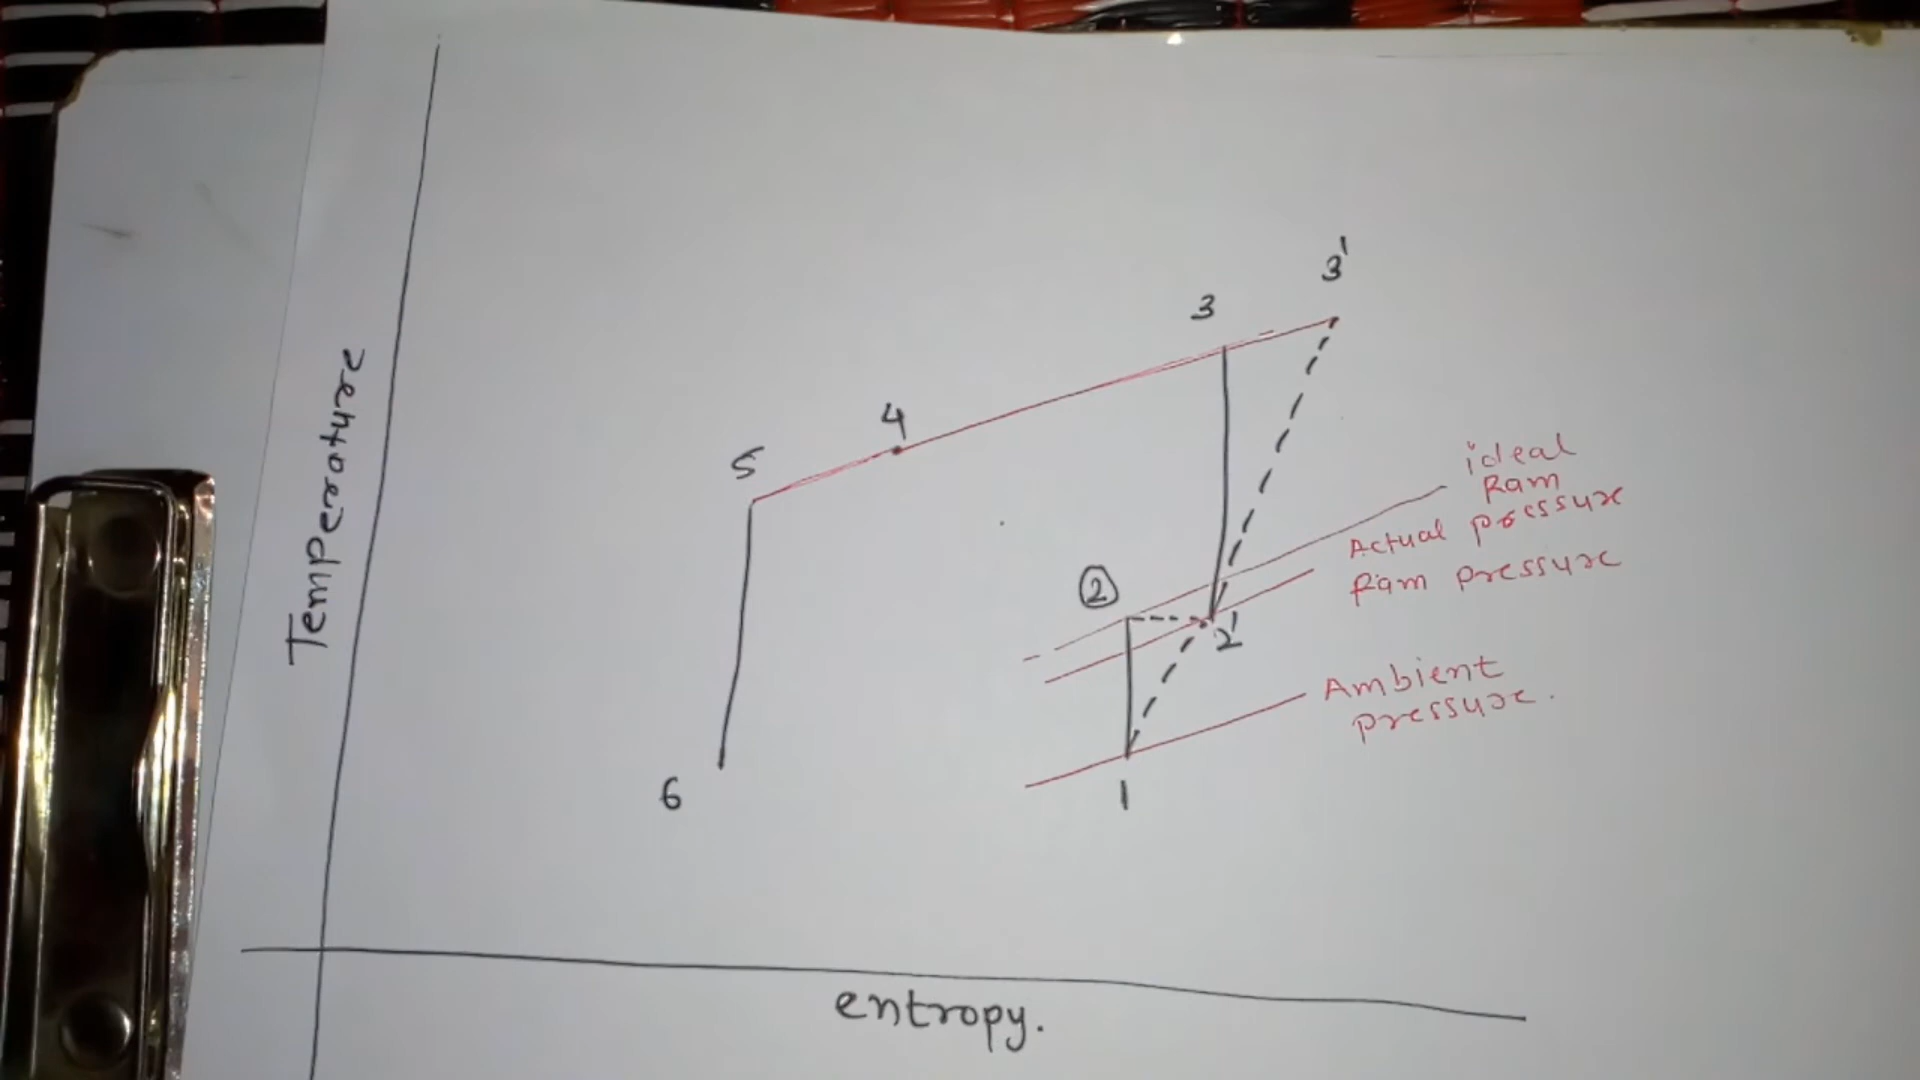 Temperature
3'
3
4
5
ideal
Ram
pressure
Actual
Ram pressure
2
2'
Ambient
pressure.
6
1
entropy.